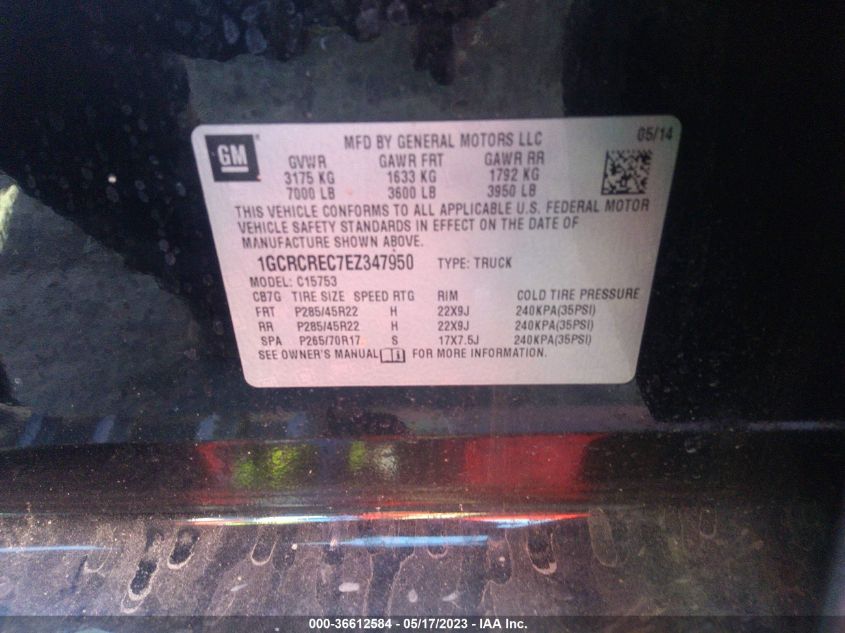 GM
MFD BY GENERAL MOTORS LLC 05/14
GVWR GAWR FRT GAWR RR
3175 KG 1633 KG 1792 KG
7000 LB 3600 LB 3950 LB
THIS VEHICLE CONFORMS TO ALL APPLICABLE U.S. FEDERAL MOTOR
VEHICLE SAFETY STANDARDS IN EFFECT ON THE DATE OF
MANUFACTURE SHOWN ABOVE.
1GCRCREC7EZ347950 TYPE: TRUCK
MODEL: C15753
CB7G TIRE SIZE SPEED RTG RIM COLD TIRE PRESSURE
FRT P285/45R22 H 22X9J 240KPA(35PSI)
RR P285/45R22 H 22X9J 240KPA(35PSI)
SPA P265/70R17 S 17X7.5J 240KPA(35PSI)
SEE OWNER'S MANUAL FOR MORE INFORMATION.
000-36612584 - 05/17/2023 - IAA Inc.